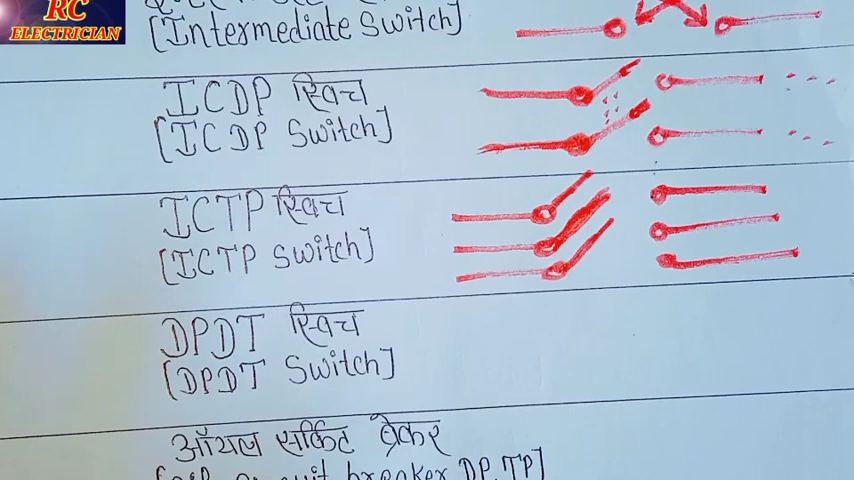 RC
ELECTRICIAN
[Intermediate Switch]
ICDP स्विच
[ICDP Switch]
ICTP स्विच
[ICTP Switch]
DPDT स्विच
[DPDT Switch]
ऑयल सर्किट ब्रेकर
circuit breaker DP, TP]